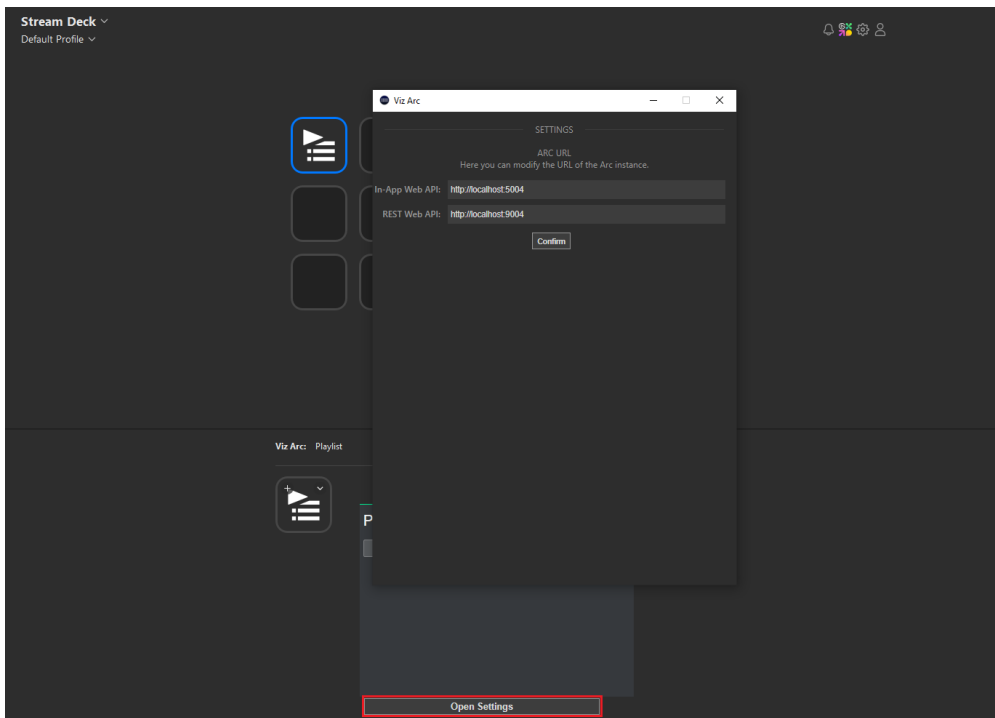 Stream Deck
Default Profile
Viz Arc
SETTINGS
ARC URL
Here you can modify the URL of the Arc instance.
In-App Web API: http://localhost:5004
REST Web API: http://localhost:9004
Confirm
Viz Arc: Playlist
P
Open Settings